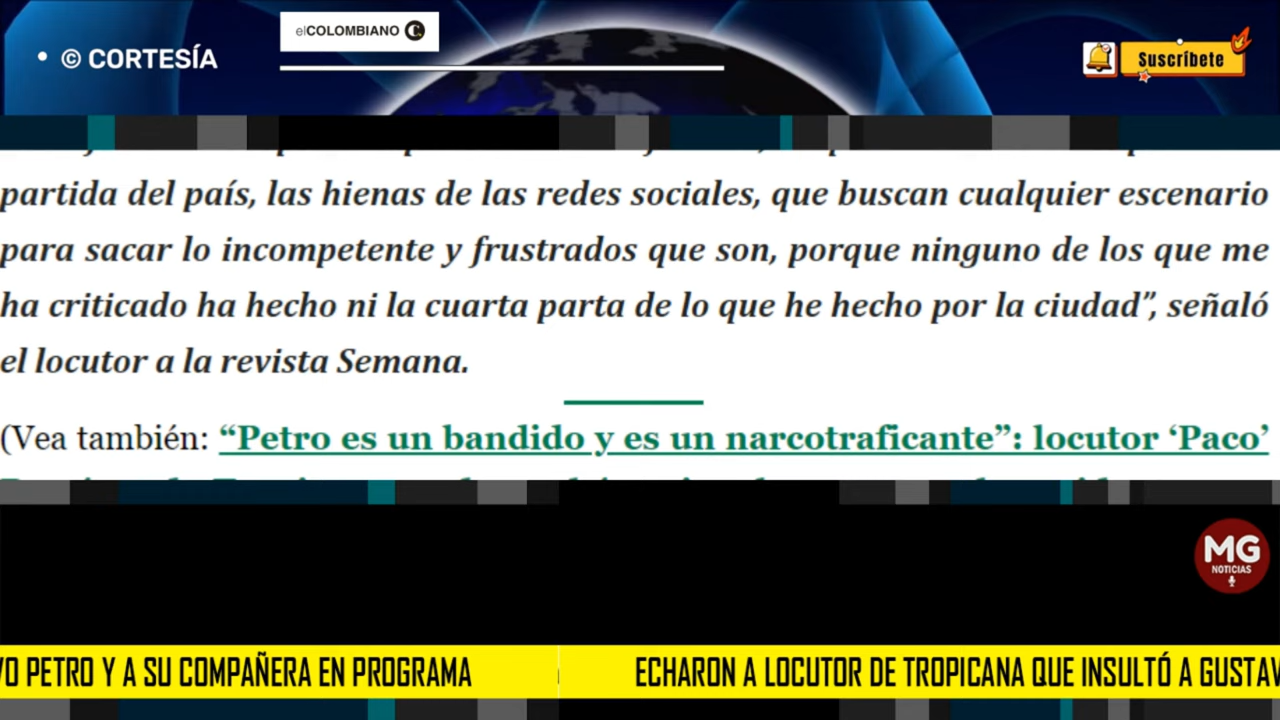 © CORTESÍA
elCOLOMBIANO
Suscríbete
partida del país, las hienas de las redes sociales, que buscan cualquier escenario
para sacar lo incompetente y frustrados que son, porque ninguno de los que me
ha criticado ha hecho ni la cuarta parta de lo que he hecho por la ciudad”, señaló
el locutor a la revista Semana.
(Vea también: “Petro es un bandido y es un narcotraficante”: locutor ‘Paco’
MG
NOTICIAS
VO PETRO Y A SU COMPAÑERA EN PROGRAMA
ECHARON A LOCUTOR DE TROPICANA QUE INSULTÓ A GUSTAV